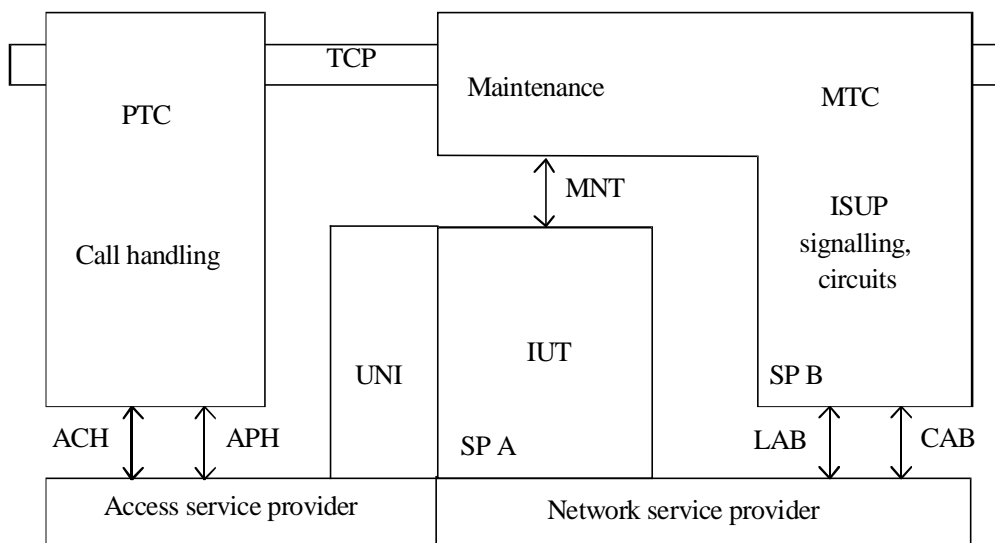 TCP
Maintenance
MTC
PTC
MNT
ISUP
signalling,
circuits
Call handling
IUT
UNI
SP B
ACH
APH
SP A
LAB
CAB
Access service provider
Network service provider